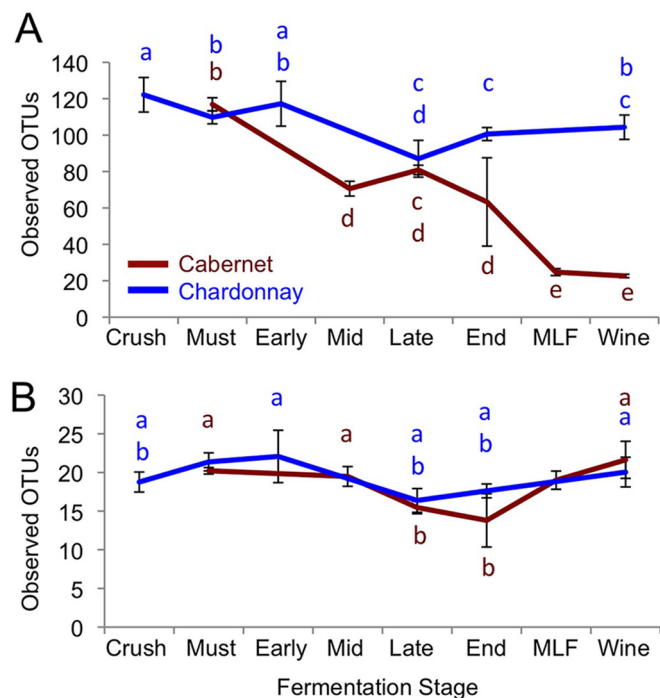 A
a
b
b
a
b
c
d
c
b
c
140
120
100
80
60
40
20
0
Observed OTUs
d
c
d
d
e
e
Cabernet
Chardonnay
Crush Must Early Mid Late End MLF Wine
B
30
25
20
15
10
5
0
Observed OTUs
a
b
a
a
a
a
b
a
b
a
a
b
b
Crush Must Early Mid Late End MLF Wine
Fermentation Stage